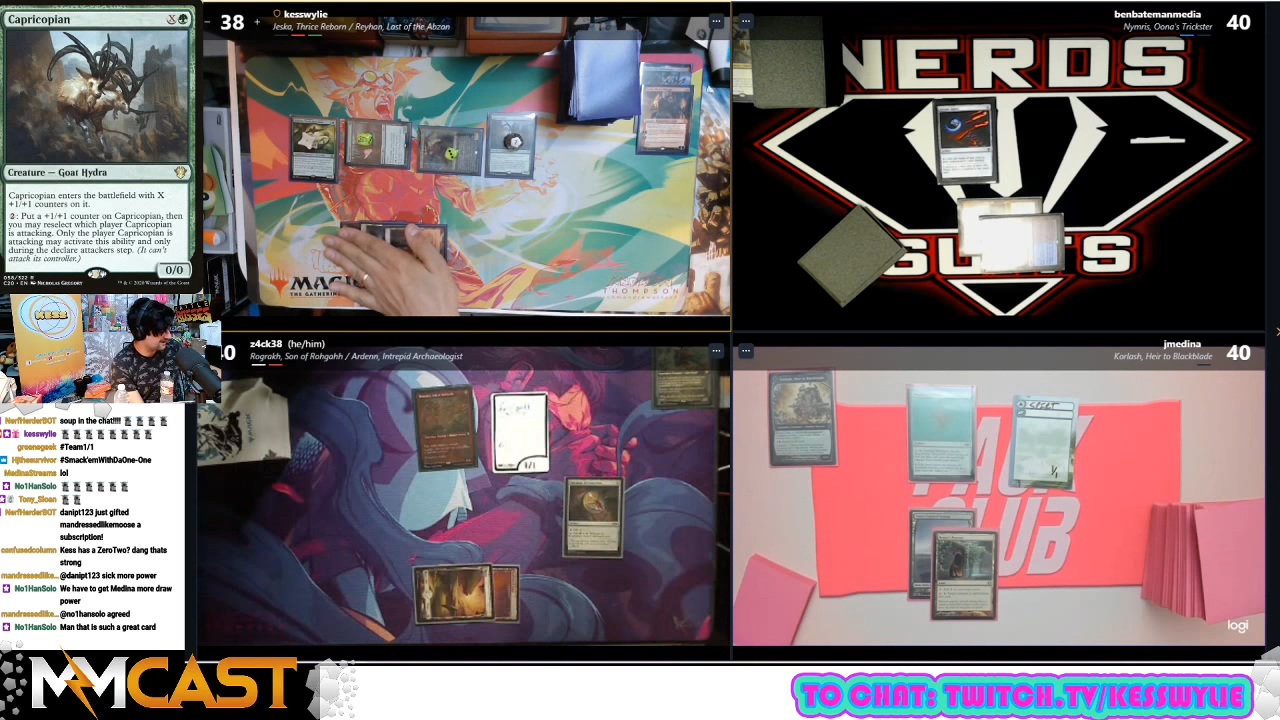 Capricopian
X
Creature — Goat Hydra
Capricopian enters the battlefield with X
+1/+1 counters on it.
2: Put a +1/+1 counter on Capricopian, then
you may reselect which player Capricopian
is attacking. Only the player Capricopian is
attacking may activate this ability and only
during the declare attackers step. (It can't
attack its controller.)
0/0
38
+
kesswylie
Jeska, Thrice Reborn / Reyhan, Last of the Abzan
benbatemanmedia
Nymris, Oona's Trickster
40
NERDS
z4ck38 (he/him)
Rograkh, Son of Rohgahh / Ardenn, Intrepid Archaeologist
0
1/1
jmedina
Korlash, Heir to Blackblade
40
logi
THE GATHERING
THOMPSON
KESS
NerfHerderBOT soup in the chat!!!!
kesswylie
greenegeek #Team1/1
Hjthesurvivor #Smack'emWithDaOne-One
MedinaStreams lol
No1HanSolo
Tony_Sloan
NerfHerderBOT danipt123 just gifted
mandressedlikemoose a
subscription!
confusedcolumn Kess has a ZeroTwo? dang thats
strong
mandressedlike... @danipt123 sick more power
No1HanSolo We have to get Medina more draw
power
mandressedlike... @no1hansolo agreed
No1HanSolo Man that is such a great card
MMCAST
TO CHAT: TWITCH.TV/KESSWYLIE